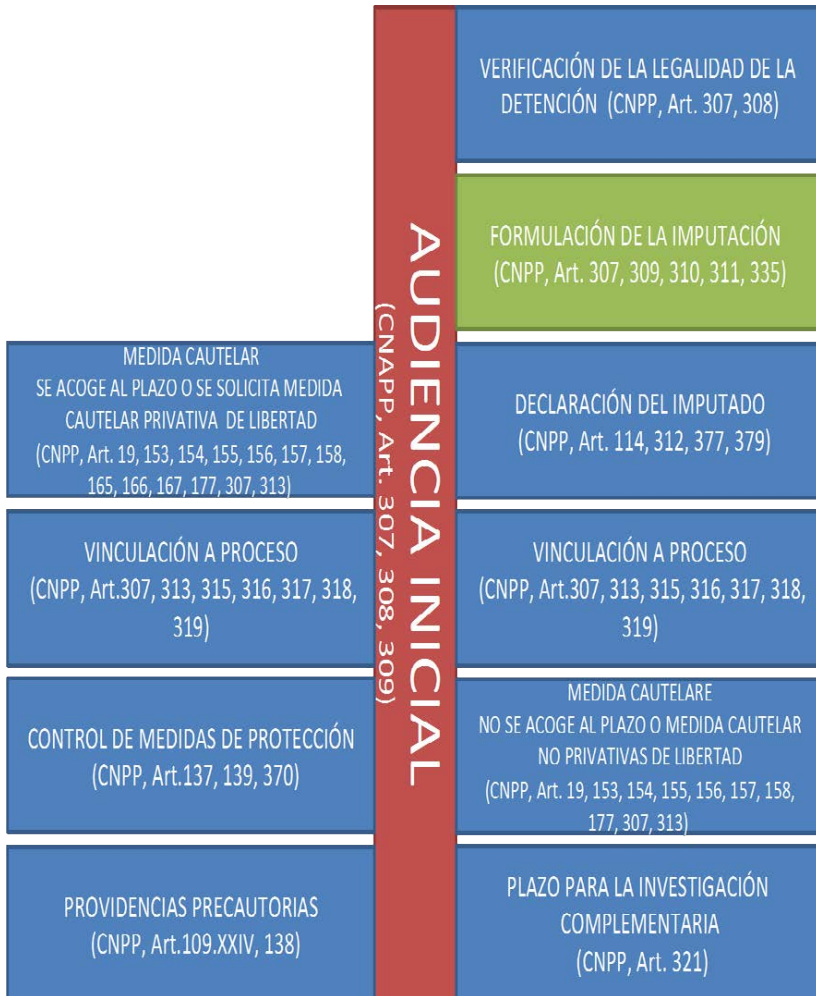 VERIFICACIÓN DE LA LEGALIDAD DE LA
DETENCIÓN (CNPP, Art. 307, 308)
FORMULACIÓN DE LA IMPUTACIÓN
(CNPP, Art. 307, 309, 310, 311, 335)
AUDIENCIA INICIAL
(CNAPP, Art. 307, 308, 309)
MEDIDA CAUTELAR
SE ACOGE AL PLAZO O SE SOLICITA MEDIDA
CAUTELAR PRIVATIVA DE LIBERTAD
(CNPP, Art. 19, 153, 154, 155, 156, 157, 158,
165, 166, 167, 177, 307, 313)
DECLARACIÓN DEL IMPUTADO
(CNPP, Art. 114, 312, 377, 379)
VINCULACIÓN A PROCESO
(CNPP, Art.307, 313, 315, 316, 317, 318,
319)
VINCULACIÓN A PROCESO
(CNPP, Art.307, 313, 315, 316, 317, 318,
319)
CONTROL DE MEDIDAS DE PROTECCIÓN
(CNPP, Art.137, 139, 370)
MEDIDA CAUTELARE
NO SE ACOGE AL PLAZO O MEDIDA CAUTELAR
NO PRIVATIVAS DE LIBERTAD
(CNPP, Art. 19, 153, 154, 155, 156, 157, 158,
177, 307, 313)
PROVIDENCIAS PRECAUTORIAS
(CNPP, Art.109.XXIV, 138)
PLAZO PARA LA INVESTIGACIÓN
COMPLEMENTARIA
(CNPP, Art. 321)